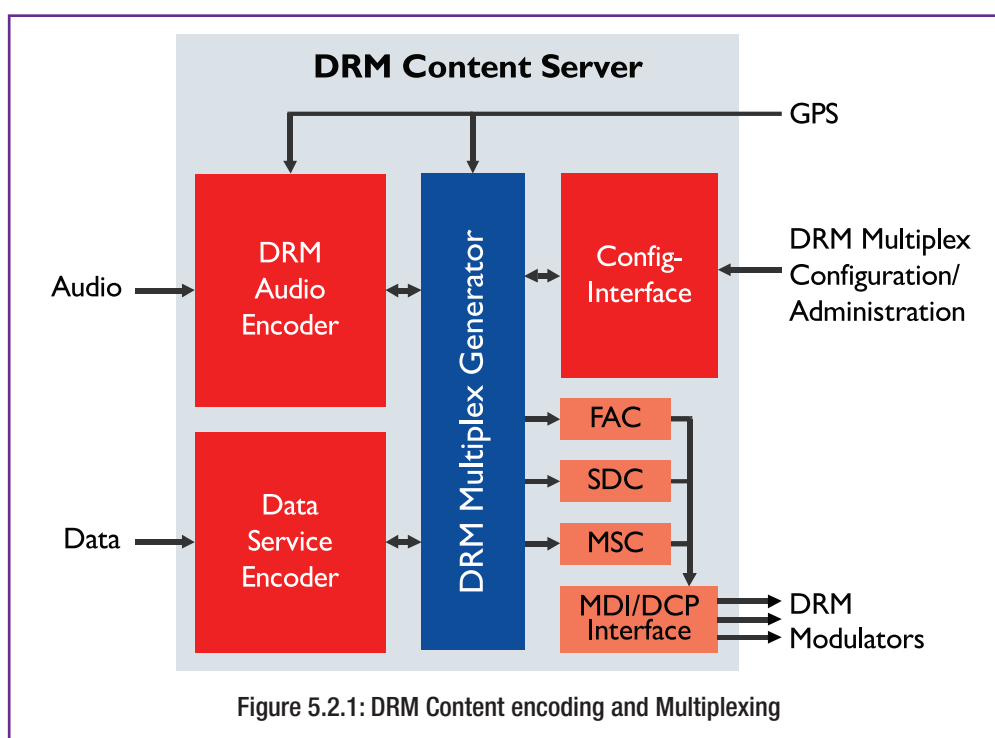 DRM Content Server
GPS
DRM
Audio
Encoder
DRM Multiplex Generator
Config-
Interface
Audio
DRM Multiplex
Configuration/
Administration
FAC
SDC
MSC
Data
Service
Encoder
Data
MDI/DCP
Interface
DRM
Modulators
Figure 5.2.1: DRM Content encoding and Multiplexing